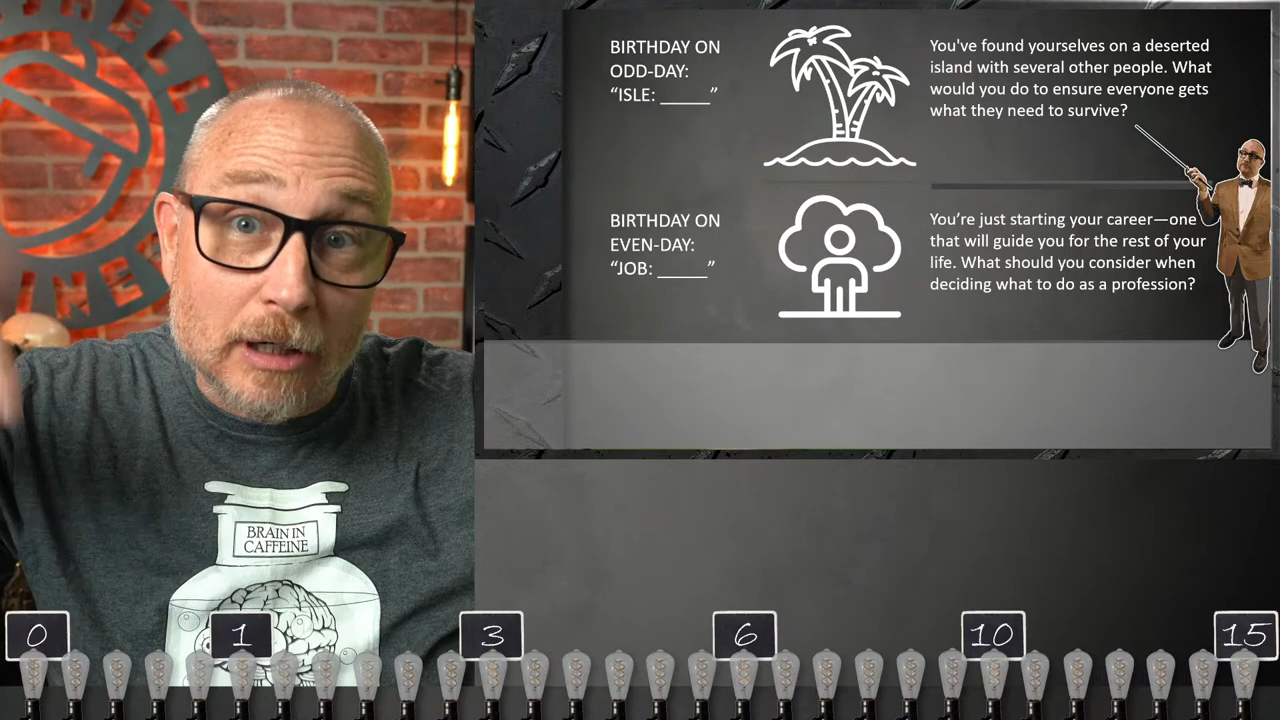 BIRTHDAY ON
ODD-DAY:
“ISLE: _____”
You've found yourselves on a deserted
island with several other people. What
would you do to ensure everyone gets
what they need to survive?
BIRTHDAY ON
EVEN-DAY:
“JOB: _____”
You’re just starting your career—one
that will guide you for the rest of your
life. What should you consider when
deciding what to do as a profession?
BRAIN IN
CAFFEINE
0 1 3 6 10 15